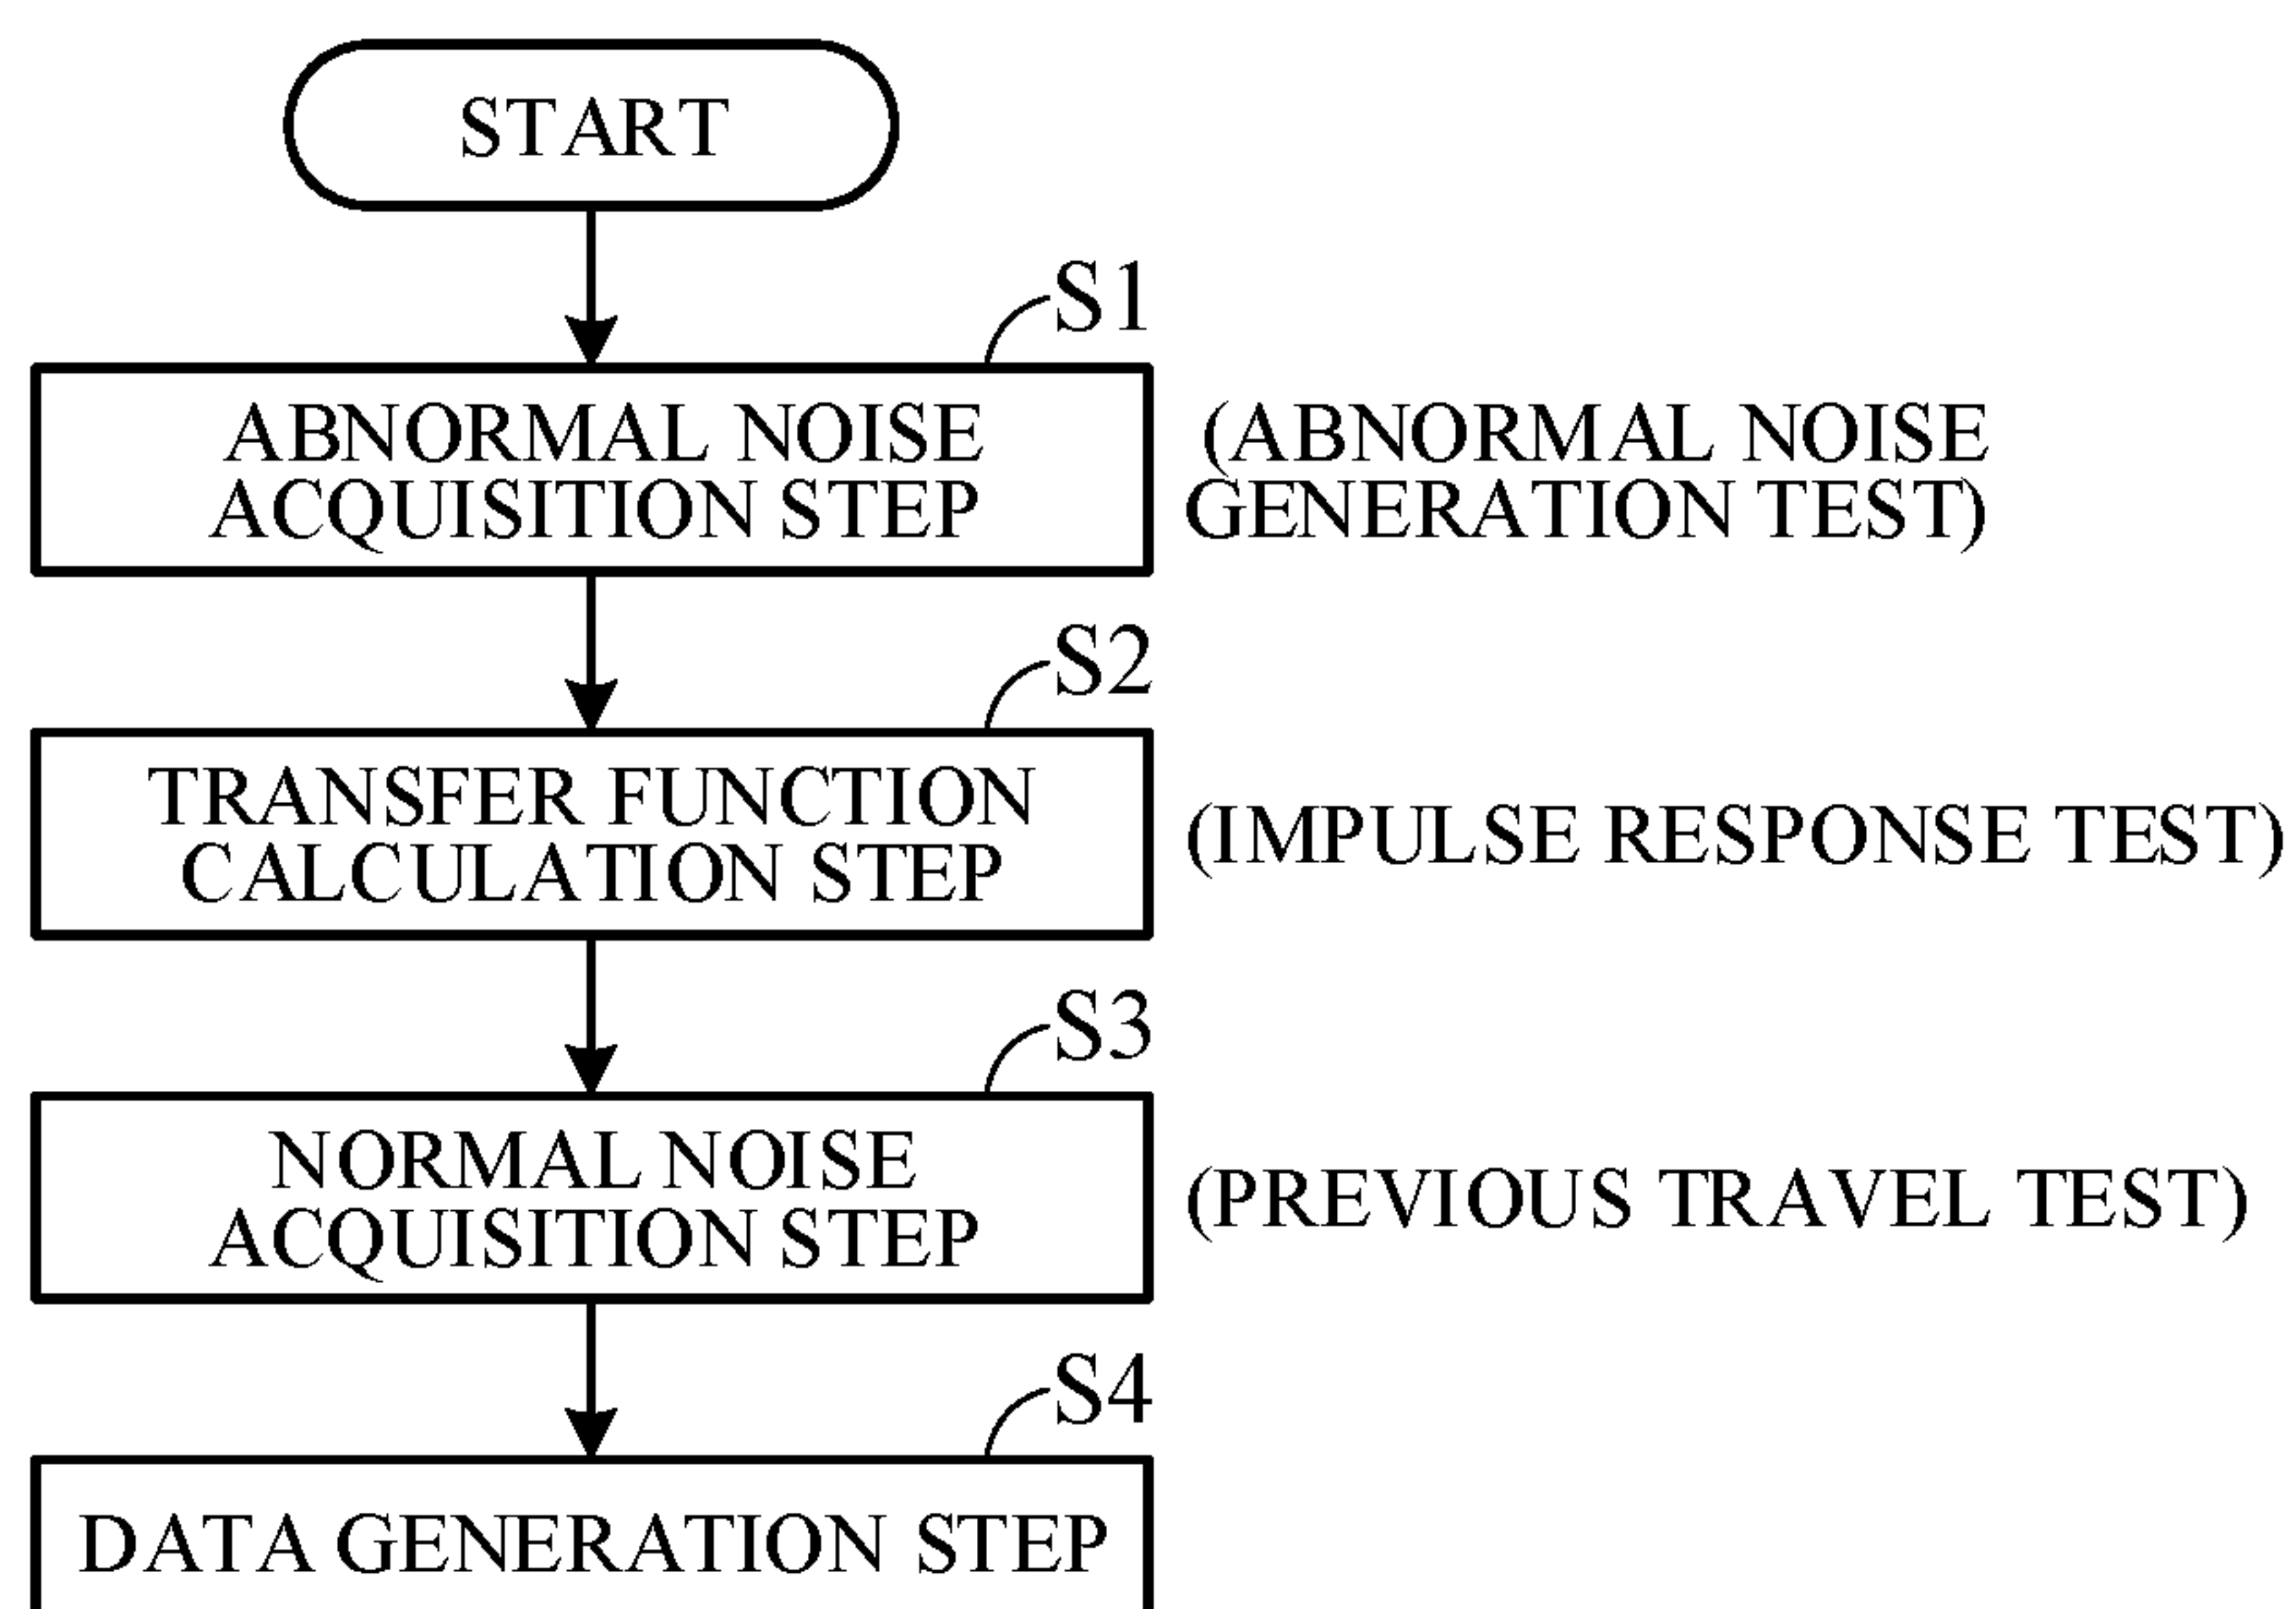 START
S1
ABNORMAL NOISE
ACQUISITION STEP
(ABNORMAL NOISE
GENERATION TEST)
S2
TRANSFER FUNCTION
CALCULATION STEP
(IMPULSE RESPONSE TEST)
S3
NORMAL NOISE
ACQUISITION STEP
(PREVIOUS TRAVEL TEST)
S4
DATA GENERATION STEP